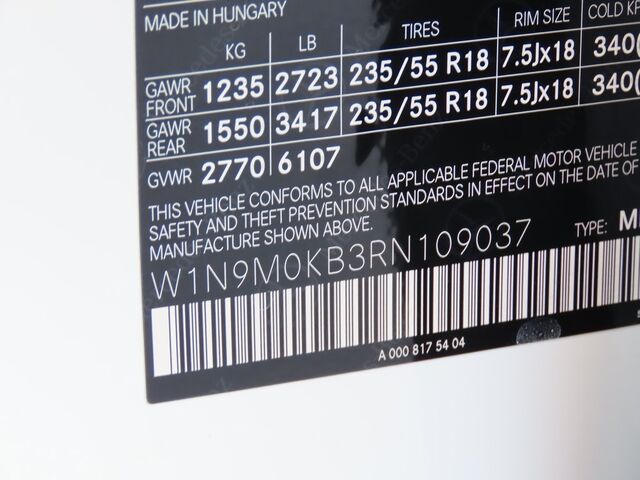 MADE IN HUNGARY
KG LB TIRES RIM SIZE COLD
GAWR FRONT 1235 2723 235/55 R18 7.5Jx18 340
GAWR REAR 1550 3417 235/55 R18 7.5Jx18 340
GVWR 2770 6107
THIS VEHICLE CONFORMS TO ALL APPLICABLE FEDERAL MOTOR VEHICLE
SAFETY AND THEFT PREVENTION STANDARDS IN EFFECT ON THE DATE OF
MANUFACTURE SHOWN ABOVE.
W1N9M0KB3RN109037 TYPE:
A 000 817 54 04